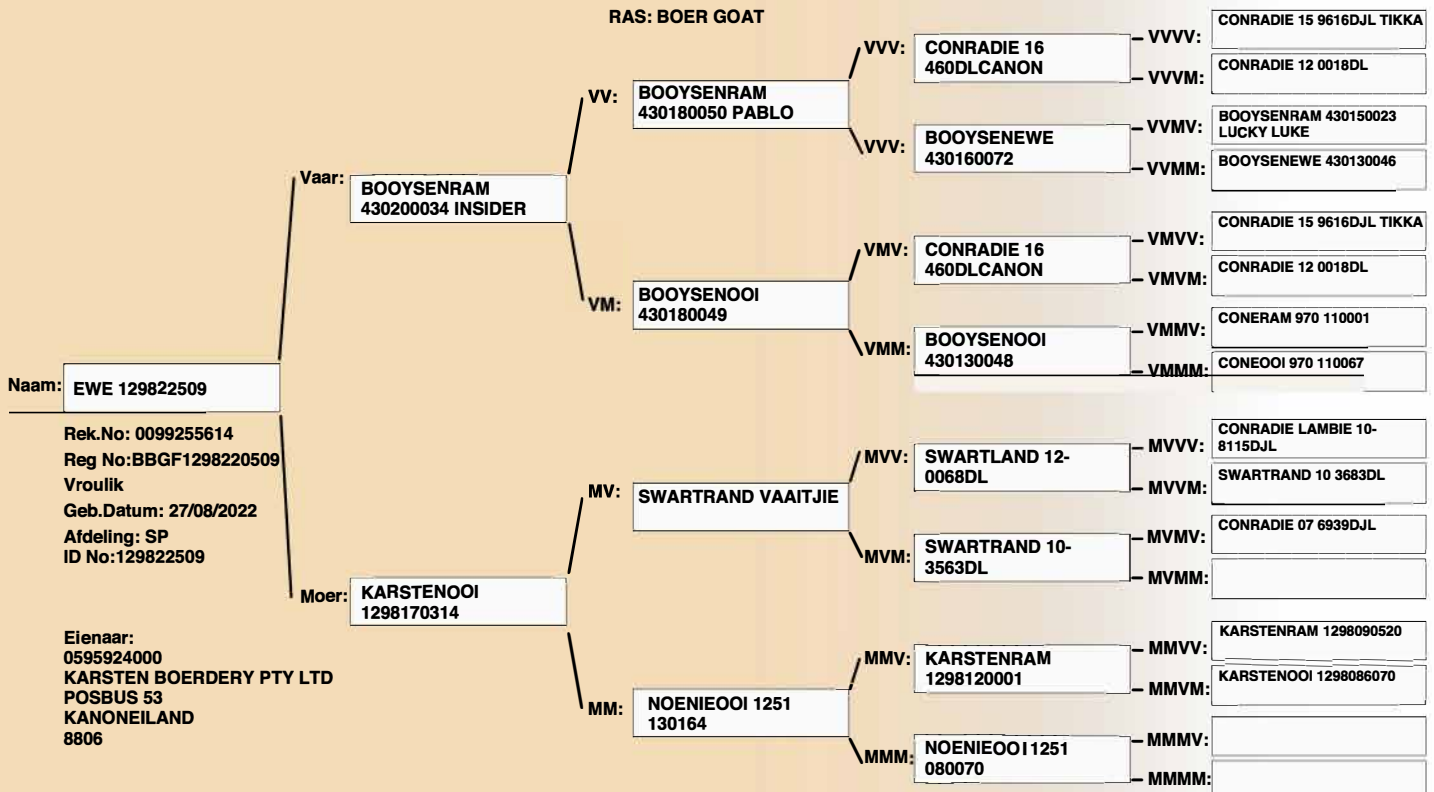 RAS: BOER GOAT
Naam:
EWE 129822509
Rek.No: 0099255614
Reg No:BBGF1298220509
Vroulik
Geb.Datum: 27/08/2022
Afdeling: SP
ID No:129822509
Eienaar:
0595924000
KARSTEN BOERDERY PTY LTD
POSBUS 53
KANONEILAND
8806
Vaar:
BOOYSENRAM
430200034 INSIDER
Moer:
KARSTENOOI
1298170314
VV:
BOOYSENRAM
430180050 PABLO
VM:
BOOYSENOOI
430180049
MV:
SWARTRAND VAAITJIE
MM:
NOENIEOOI 1251
130164
VVV:
CONRADIE 16
460DLCANON
VVV:
BOOYSENEWE
430160072
VMV:
CONRADIE 16
460DLCANON
VMM:
BOOYSENOOI
430130048
MVV:
SWARTLAND 12-
0068DL
MVM:
SWARTRAND 10-
3563DL
MMV:
KARSTENRAM
1298120001
MMM:
NOENIEOOI1251
080070
VVVV:
CONRADIE 15 9616DJL TIKKA
VVVM:
CONRADIE 12 0018DL
VVMV:
BOOYSENRAM 430150023
LUCKY LUKE
VVMM:
BOOYSENEWE 430130046
VMVV:
CONRADIE 15 9616DJL TIKKA
VMVM:
CONRADIE 12 0018DL
VMMV:
CONERAM 970 110001
VMMM:
CONEOOI 970 110067
MVVV:
CONRADIE LAMBIE 10-
8115DJL
MVVM:
SWARTRAND 10 3683DL
MVMV:
CONRADIE 07 6939DJL
MVMM:
MMVV:
KARSTENRAM 1298090520
MMVM:
KARSTENOOI 1298086070
MMMV:
MMMM: